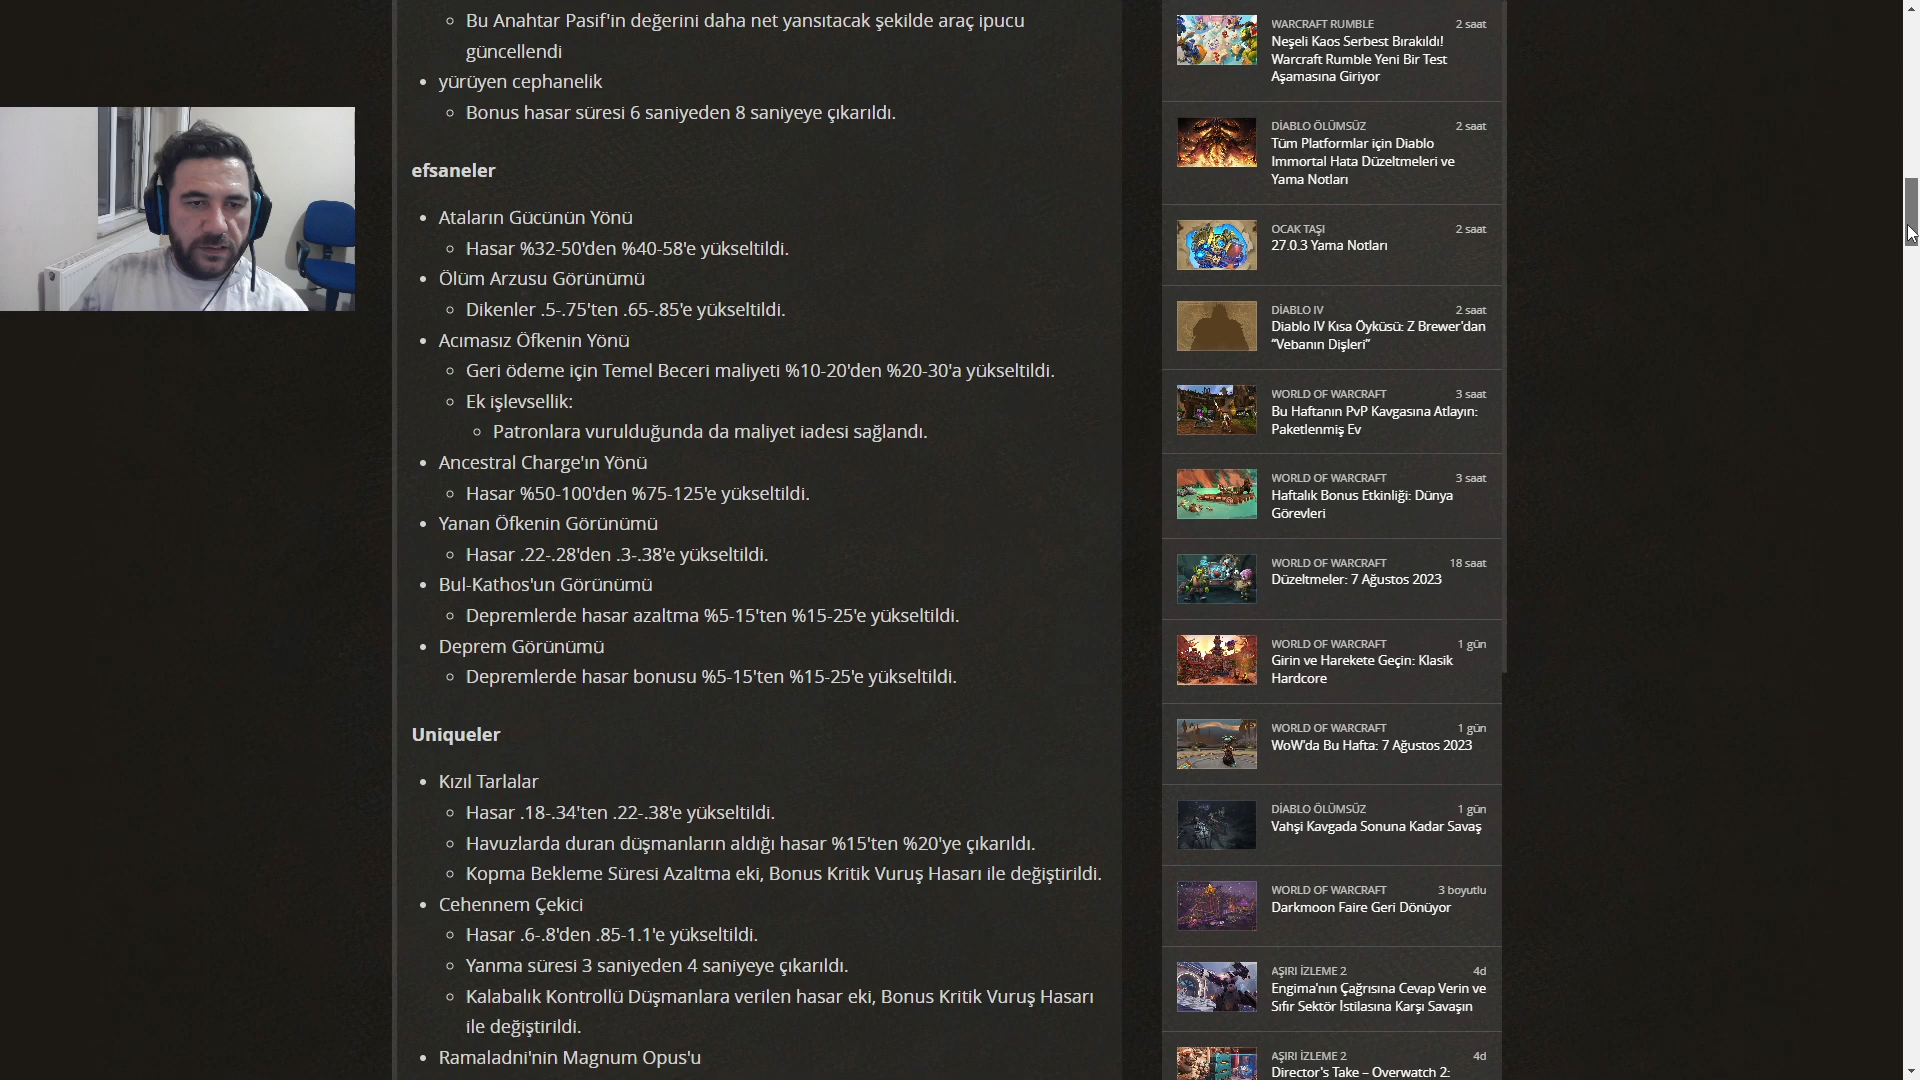 Bu Anahtar Pasif'in değerini daha net yansıtacak şekilde araç ipucu
güncellendi
yürüyen cephanelik
Bonus hasar süresi 6 saniyeden 8 saniyeye çıkarıldı.
efsaneler
Ataların Gücünün Yönü
Hasar %32-50'den %40-58'e yükseltildi.
Ölüm Arzusu Görünümü
Dikenler .5-.75'ten .65-.85'e yükseltildi.
Acımasız Öfkenin Yönü
Geri ödeme için Temel Beceri maliyeti %10-20'den %20-30'a yükseltildi.
Ek işlevsellik:
Patronlara vurulduğunda da maliyet iadesi sağlandı.
Ancestral Charge'ın Yönü
Hasar %50-100'den %75-125'e yükseltildi.
Yanan Öfkenin Görünümü
Hasar .22-.28'den .3-.38'e yükseltildi.
Bul-Kathos'un Görünümü
Depremlerde hasar azaltma %5-15'ten %15-25'e yükseltildi.
Deprem Görünümü
Depremlerde hasar bonusu %5-15'ten %15-25'e yükseltildi.
Uniqueler
Kızıl Tarlalar
Hasar .18-.34'ten .22-.38'e yükseltildi.
Havuzlarda duran düşmanların aldığı hasar %15'ten %20'ye çıkarıldı.
Kopma Bekleme Süresi Azaltma eki, Bonus Kritik Vuruş Hasarı ile değiştirildi.
Cehennem Çekici
Hasar .6-.8'den .85-1.1'e yükseltildi.
Yanma süresi 3 saniyeden 4 saniyeye çıkarıldı.
Kalabalık Kontrollü Düşmanlara verilen hasar eki, Bonus Kritik Vuruş Hasarı
ile değiştirildi.
Ramaladni'nin Magnum Opus'u
WARCRAFT RUMBLE 2 saat
Neşeli Kaos Serbest Bırakıldı!
Warcraft Rumble Yeni Bir Test
Aşamasına Giriyor
DİABLO ÖLÜMSÜZ 2 saat
Tüm Platformlar için Diablo
Immortal Hata Düzeltmeleri ve
Yama Notları
OCAK TAŞI 2 saat
27.0.3 Yama Notları
DİABLO IV 2 saat
Diablo IV Kısa Öyküsü: Z Brewer'dan
“Vebanın Dişleri”
WORLD OF WARCRAFT 3 saat
Bu Haftanın PvP Kavgasına Atlayın:
Paketlenmiş Ev
WORLD OF WARCRAFT 3 saat
Haftalık Bonus Etkinliği: Dünya
Görevleri
WORLD OF WARCRAFT 18 saat
Düzeltmeler: 7 Ağustos 2023
WORLD OF WARCRAFT 1 gün
Girin ve Harekete Geçin: Klasik
Hardcore
WORLD OF WARCRAFT 1 gün
WoW'da Bu Hafta: 7 Ağustos 2023
DİABLO ÖLÜMSÜZ 1 gün
Vahşi Kavgada Sonuna Kadar Savaş
WORLD OF WARCRAFT 3 boyutlu
Darkmoon Faire Geri Dönüyor
AŞIRI İZLEME 2 4d
Engima'nın Çağrısına Cevap Verin ve
Sıfır Sektör İstilasına Karşı Savaşın
AŞIRI İZLEME 2 4d
Director's Take – Overwatch 2: